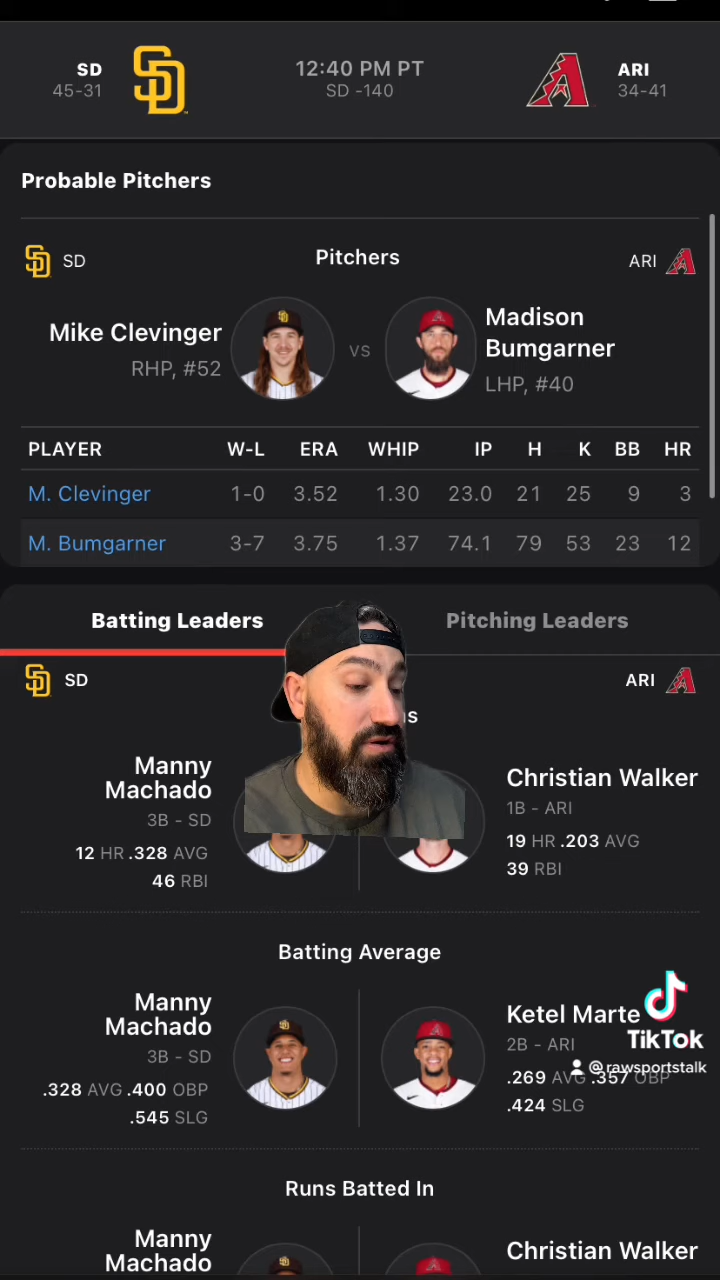 SD
45-31
12:40 PM PT
SD -140
ARI
34-41
Probable Pitchers
SD
Pitchers
ARI
Mike Clevinger
RHP, #52
VS
Madison
Bumgarner
LHP, #40
PLAYER W-L ERA WHIP IP H K BB HR
M. Clevinger 1-0 3.52 1.30 23.0 21 25 9 3
M. Bumgarner 3-7 3.75 1.37 74.1 79 53 23 12
Batting Leaders
Pitching Leaders
SD
ARI
Manny
Machado
3B - SD
12 HR .328 AVG
46 RBI
Christian Walker
1B - ARI
19 HR .203 AVG
39 RBI
Batting Average
Manny
Machado
3B - SD
.328 AVG .400 OBP
.545 SLG
Ketel Marte
2B - ARI
.269 AVG .357 OBP
.424 SLG
TikTok
@rawsportstalk
Runs Batted In
Manny
Machado
Christian Walker